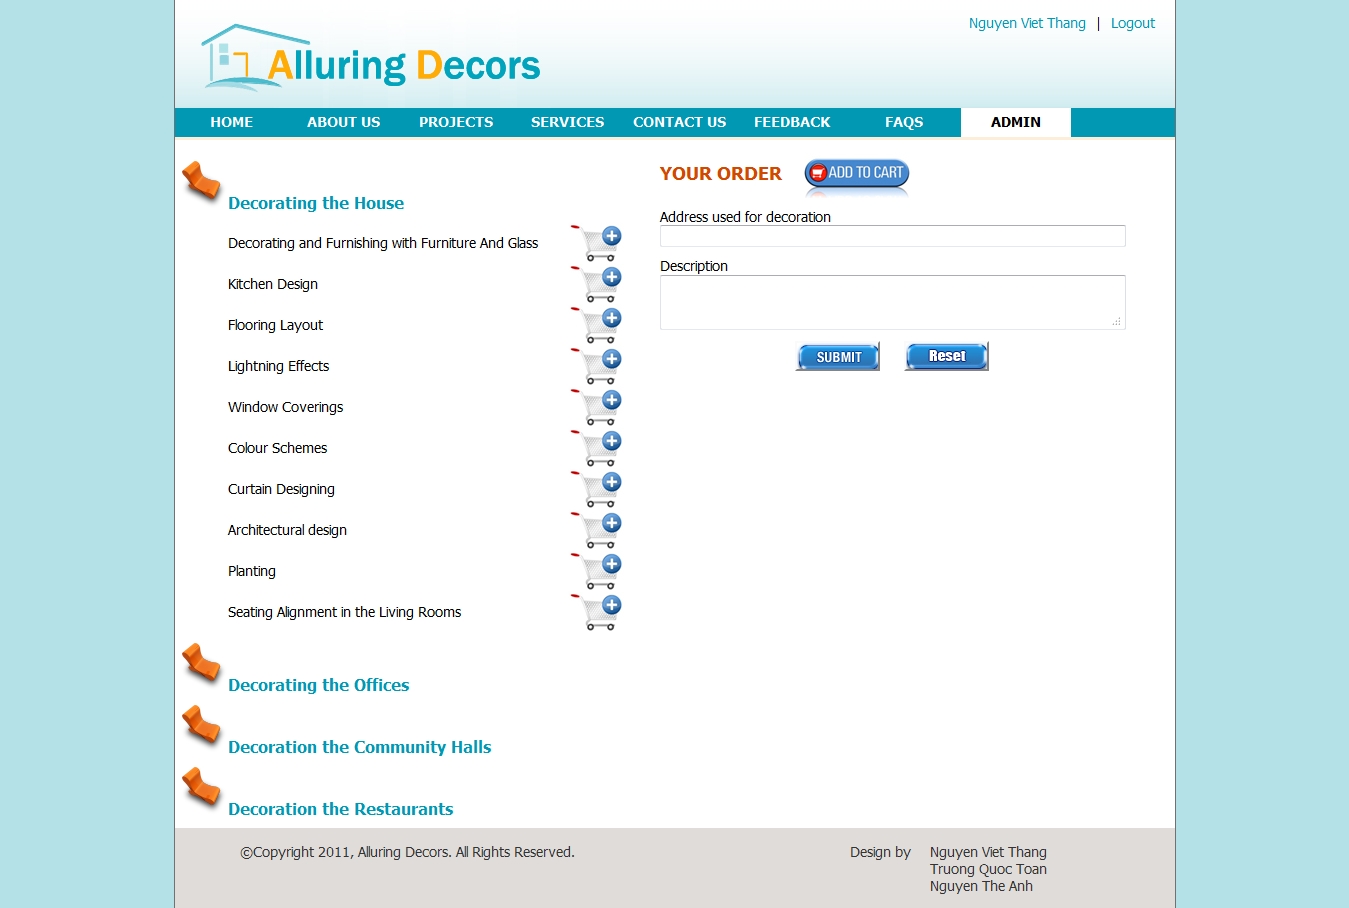 Nguyen Viet Thang | Logout
Alluring Decors
HOME ABOUT US PROJECTS SERVICES CONTACT US FEEDBACK FAQS ADMIN
Decorating the House
Decorating and Furnishing with Furniture And Glass
Kitchen Design
Flooring Layout
Lightning Effects
Window Coverings
Colour Schemes
Curtain Designing
Architectural design
Planting
Seating Alignment in the Living Rooms
Decorating the Offices
Decoration the Community Halls
Decoration the Restaurants
YOUR ORDER ADD TO CART
Address used for decoration
Description
SUBMIT Reset
©Copyright 2011, Alluring Decors. All Rights Reserved.
Design by Nguyen Viet Thang
Truong Quoc Toan
Nguyen The Anh